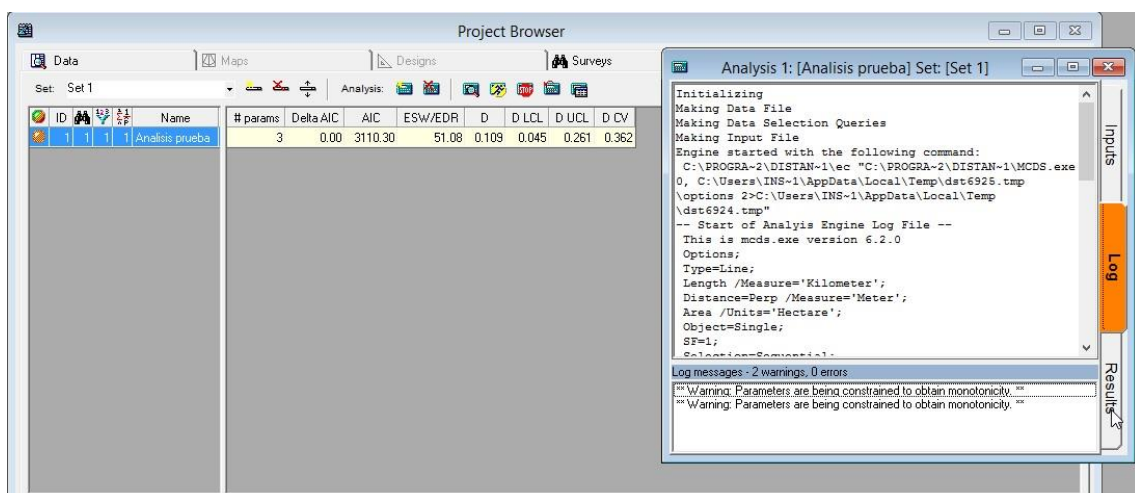 Project Browser
Data Maps Designs Surveys
Set: Set 1 Analysis: STOP
ID Name # params Delta AIC AIC ESW/EDR D D LCL D UCL D CV
1 1 1 1 Analisis prueba 3 0.00 3110.30 51.08 0.109 0.045 0.261 0.362
Analysis 1: [Analisis prueba] Set: [Set 1]
Initializing
Making Data File
Making Data Selection Queries
Making Input File
Engine started with the following command:
C:\PROGRA~2\DISTAN~1\ec "C:\PROGRA~2\DISTAN~1\MCDS.exe
0, C:\Users\INS~1\AppData\Local\Temp\dst6925.tmp
\options 2>C:\Users\INS~1\AppData\Local\Temp
\dst6924.tmp"
-- Start of Analyis Engine Log File --
This is mcds.exe version 6.2.0
Options;
Type=Line;
Length /Measure='Kilometer';
Distance=Perp /Measure='Meter';
Area /Units='Hectare';
Object=Single;
SF=1;
Selection=Sequential;
Log messages - 2 warnings, 0 errors
** Warning: Parameters are being constrained to obtain monotonicity. **
** Warning: Parameters are being constrained to obtain monotonicity. **
Inputs
Log
Results